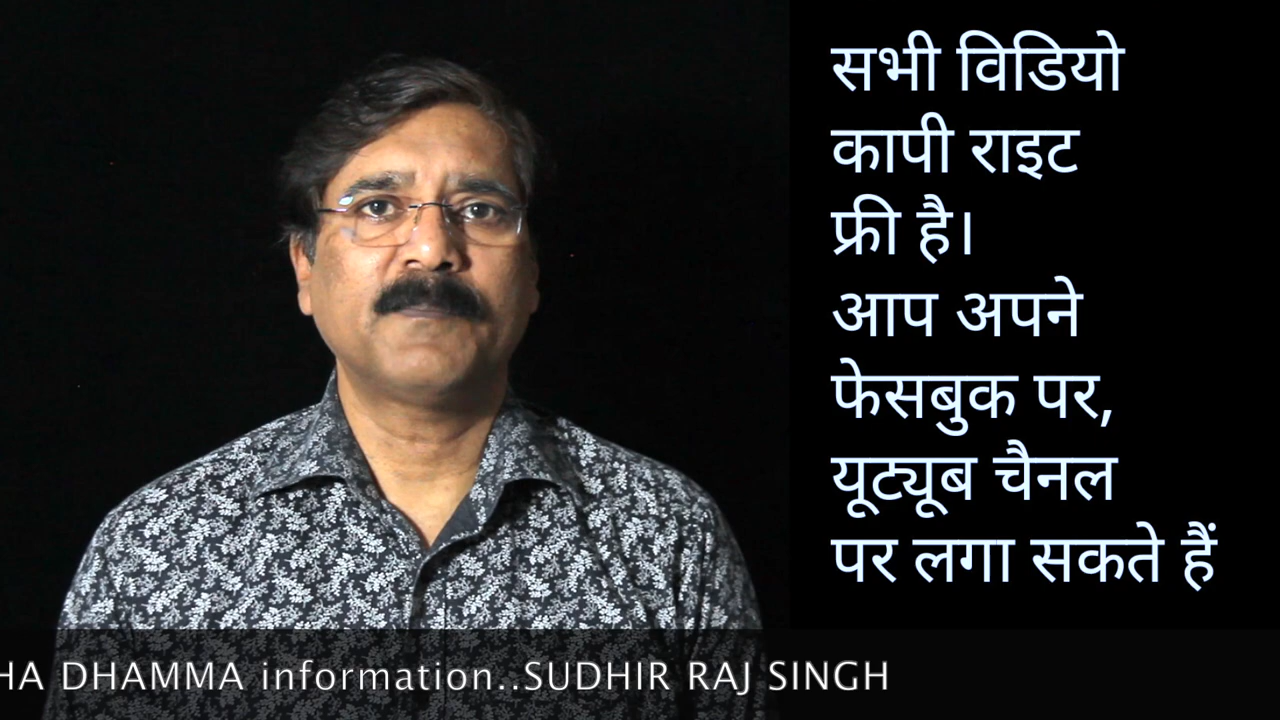 सभी विडियो
कापी राइट
फ्री है।
आप अपने
फेसबुक पर,
यूट्यूब चैनल
पर लगा सकते हैं
HA DHAMMA information..SUDHIR RAJ SINGH